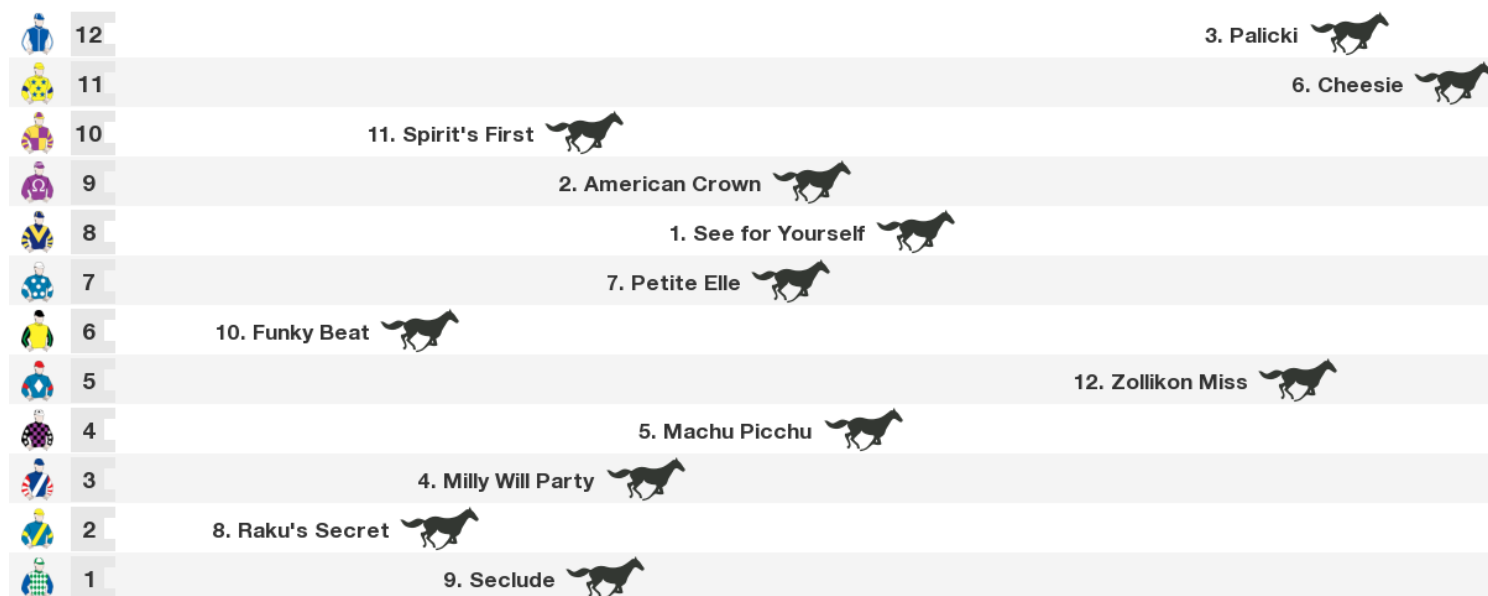 12 3. Palicki
11 6. Cheesie
10 11. Spirit's First
9 Ω 2. American Crown
8 1. See for Yourself
7 7. Petite Elle
6 10. Funky Beat
5 12. Zollikon Miss
4 5. Machu Picchu
3 4. Milly Will Party
2 8. Raku's Secret
1 9. Seclude